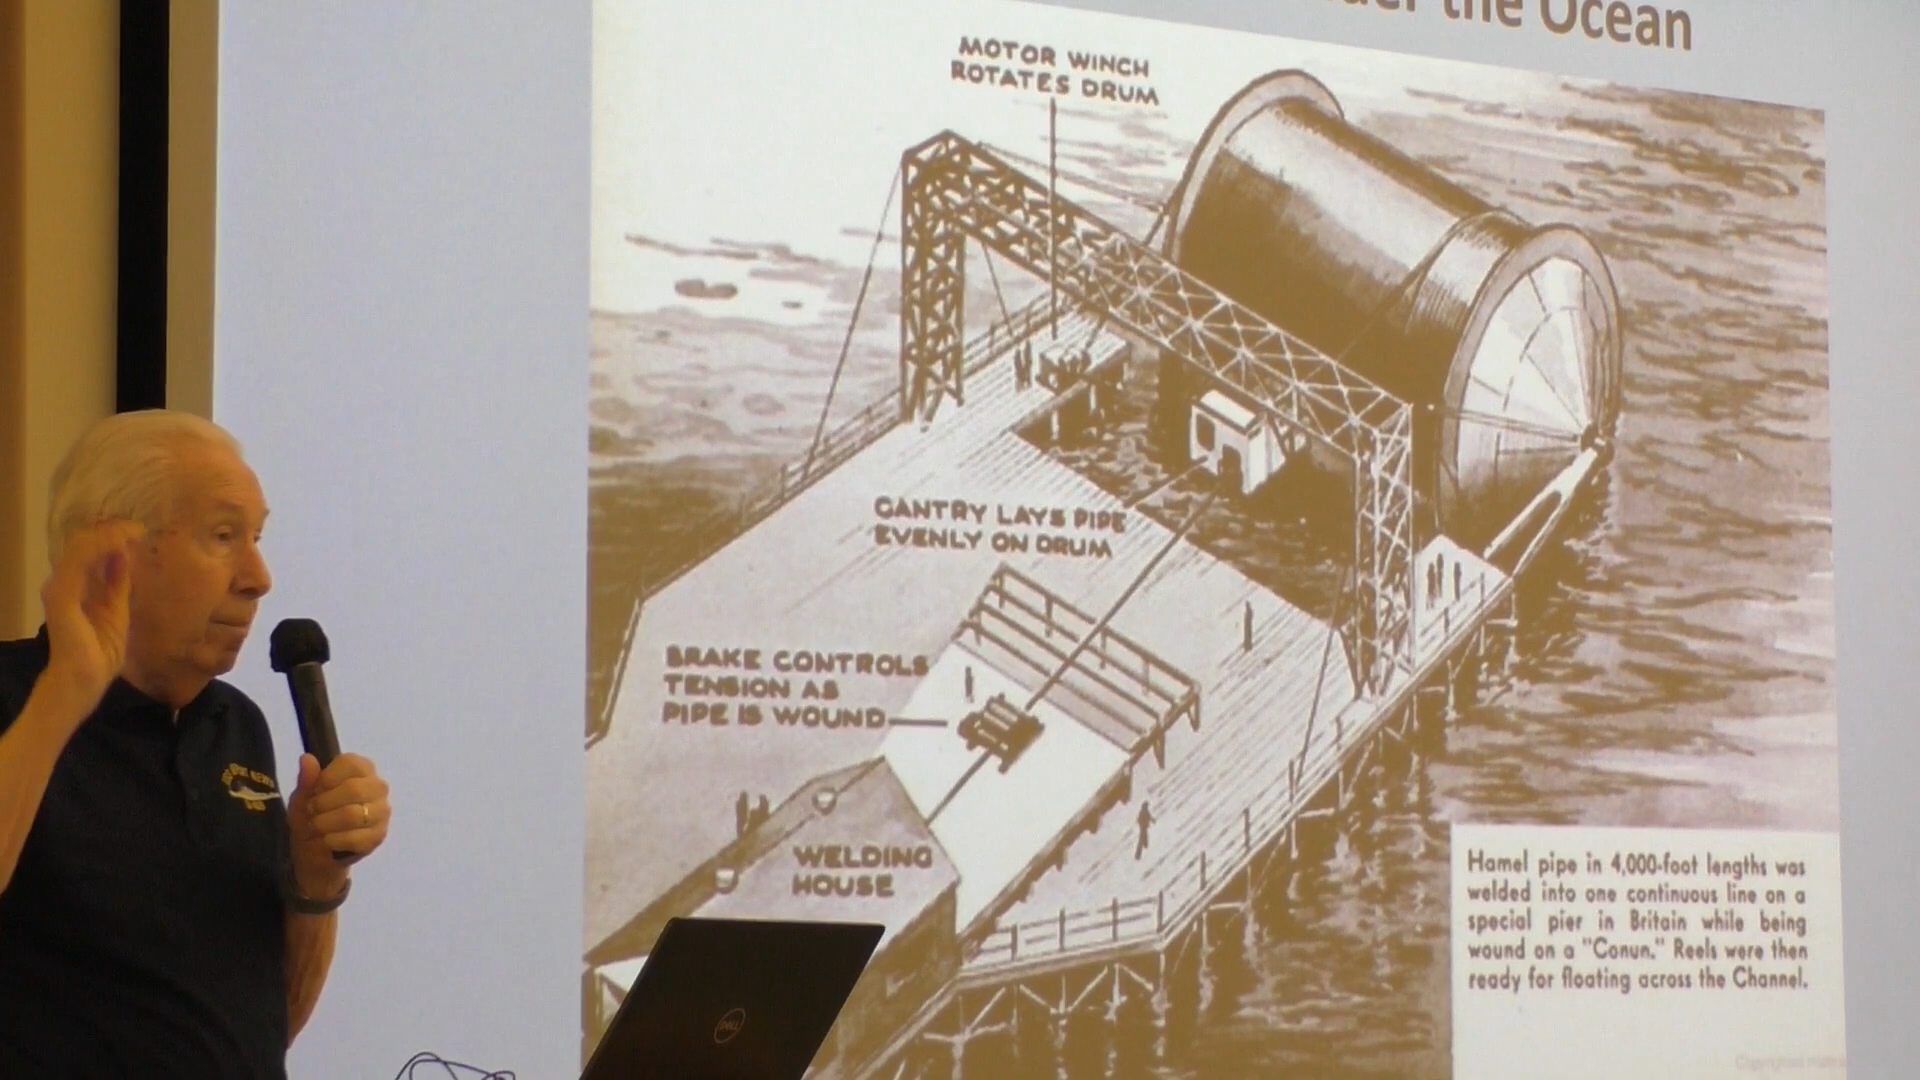 the Ocean
MOTOR WINCH
ROTATES DRUM
GANTRY LAYS PIPE
EVENLY ON DRUM
BRAKE CONTROLS
TENSION AS
PIPE IS WOUND
WELDING
HOUSE
Hamel pipe in 4,000-foot lengths was
welded into one continuous line on a
special pier in Britain while being
wound on a "Conun." Reels were then
ready for floating across the Channel.
DELL